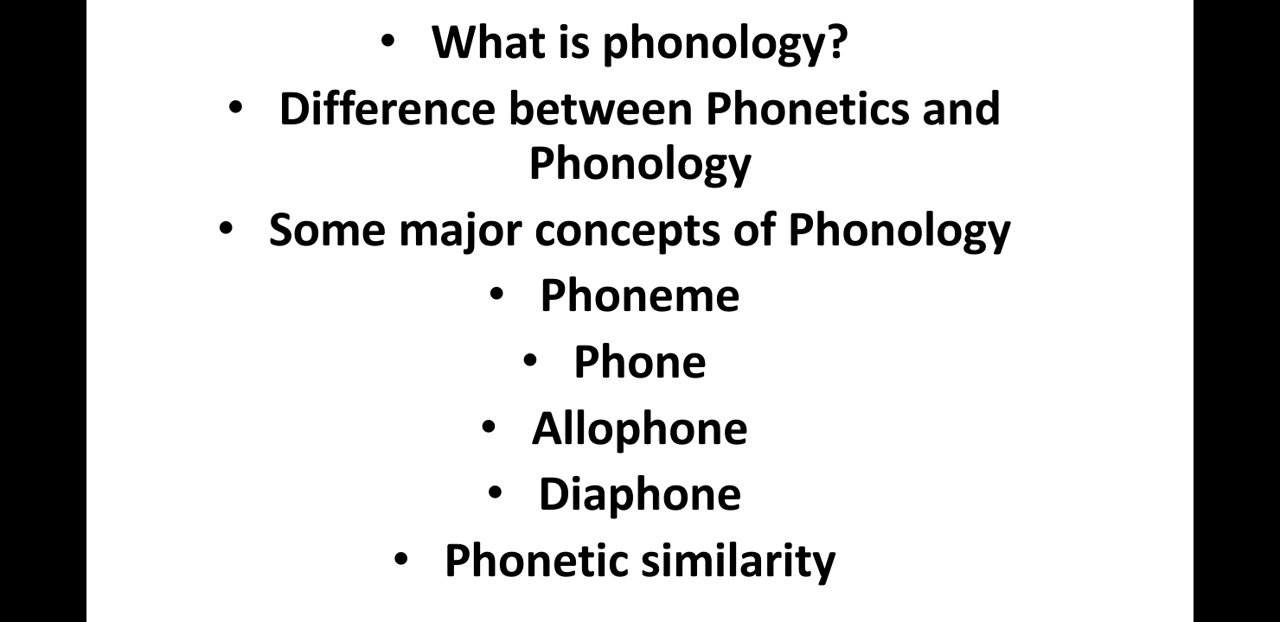 • What is phonology?
• Difference between Phonetics and
Phonology
• Some major concepts of Phonology
• Phoneme
• Phone
• Allophone
• Diaphone
• Phonetic similarity